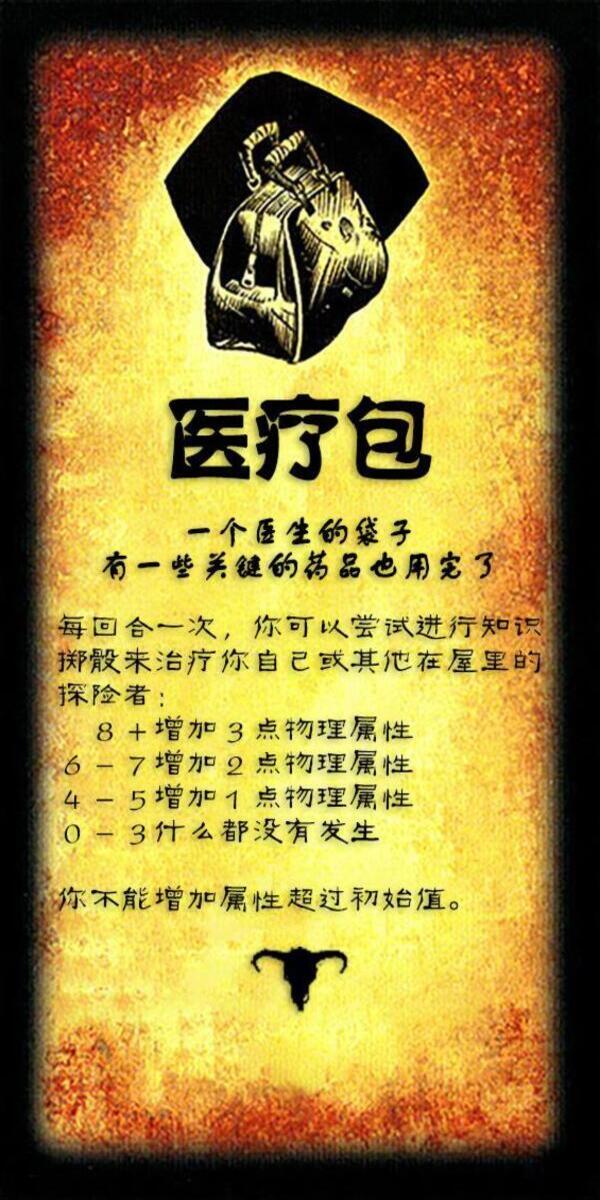 医疗包
一个医生的袋子
有一些关键的药品也用完了
每回合一次，你可以尝试进行知识
掷骰来治疗你自己或其他在屋里的
探险者：
8+增加3点物理属性
6-7增加2点物理属性
4-5增加1点物理属性
0-3什么都没有发生
你不能增加属性超过初始值。